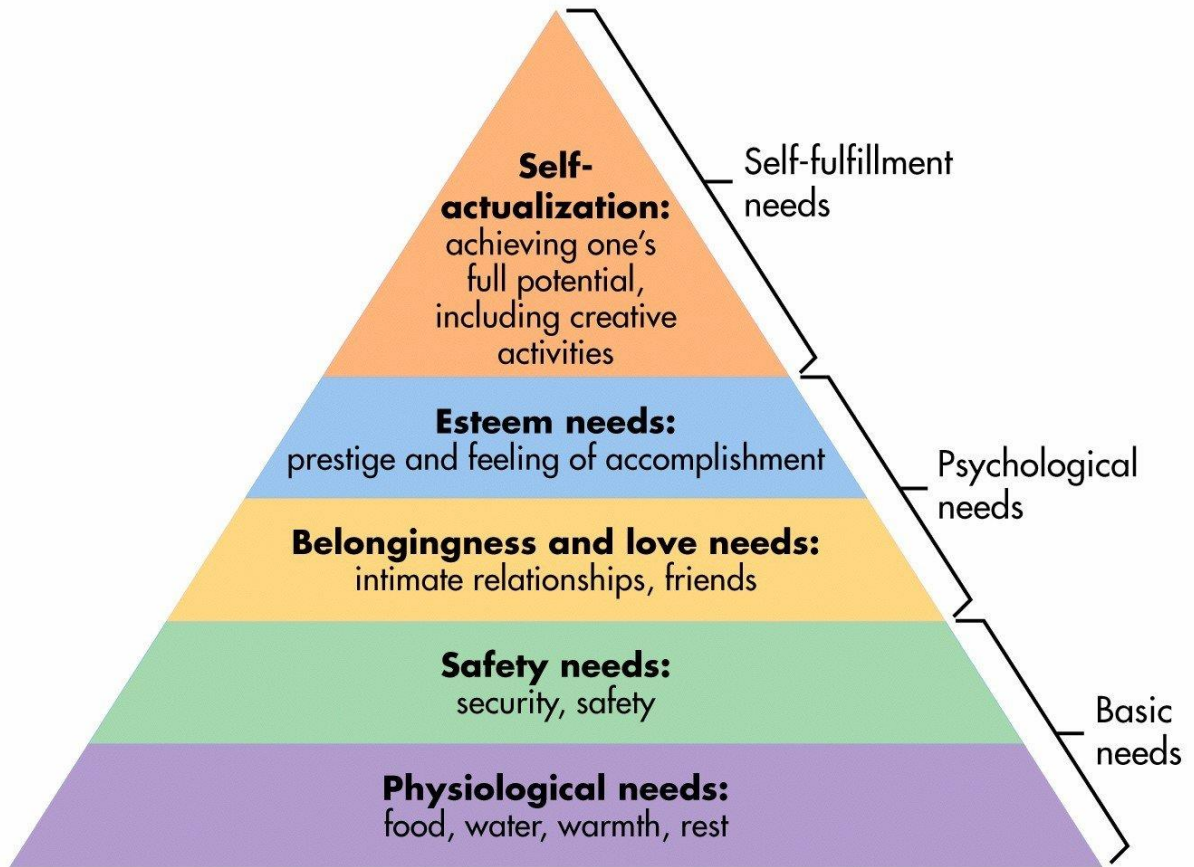 Self-
actualization:
achieving one's
full potential,
including creative
activities
Self-fulfillment
needs
Esteem needs:
prestige and feeling of accomplishment
Psychological
needs
Belongingness and love needs:
intimate relationships, friends
Safety needs:
security, safety
Basic
needs
Physiological needs:
food, water, warmth, rest